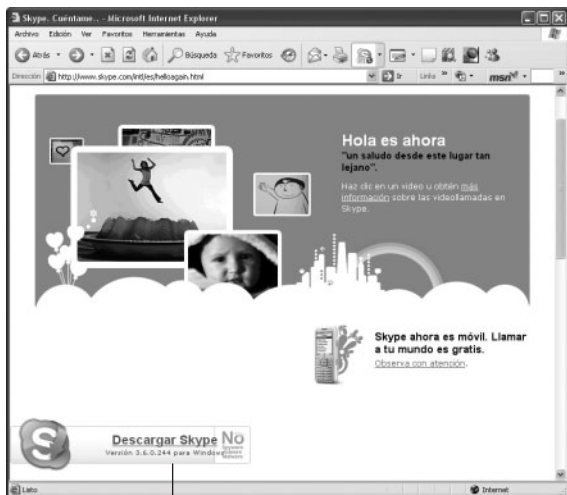 Skype. Cuéntame.. - Microsoft Internet Explorer
Archivo Edición Ver Favoritos Herramientas Ayuda
Atrás Búsqueda Favoritos
Dirección http://www.skype.com/intl/es/helloagain.html Ir Links msn
Hola es ahora
"un saludo desde este lugar tan
lejano".
Haz clic en un video u obtén más
información sobre las videollamadas en
Skype.
Skype ahora es móvil. Llamar
a tu mundo es gratis.
Observa con atención.
S
Descargar Skype No
Versión 3.6.0.244 para Windows
Listo Internet